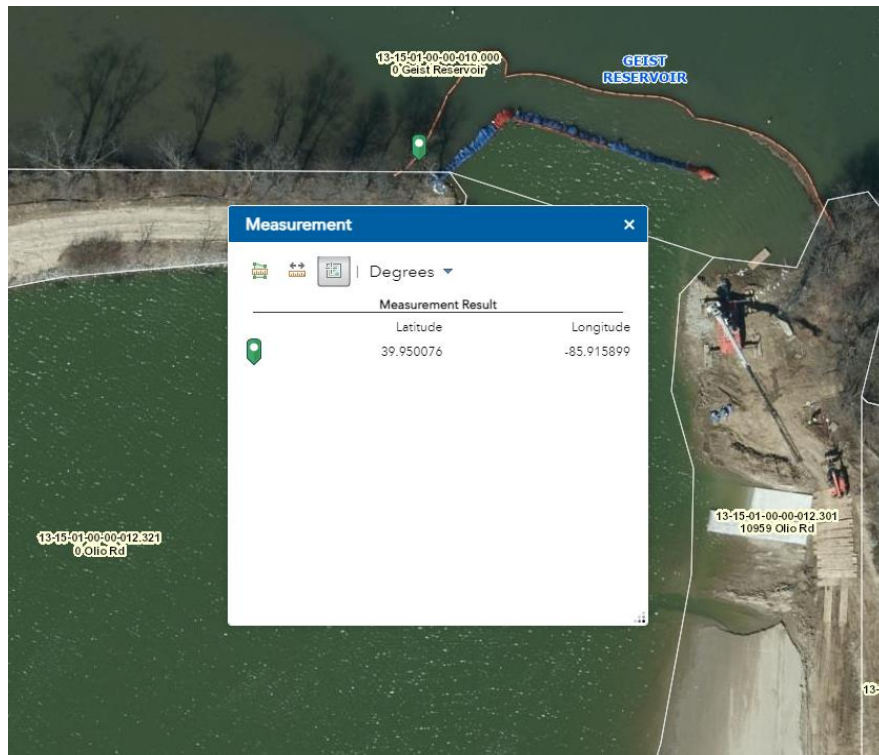 13-15-01-00-00-010.000
0 Geist Reservoir
GEIST
RESERVOIR
Measurement
Degrees
Measurement Result
Latitude Longitude
39.950076 -85.915899
13-15-01-00-00-012.301
10959 Olio Rd
13-15-01-00-00-012.321
0 Olio Rd
13-